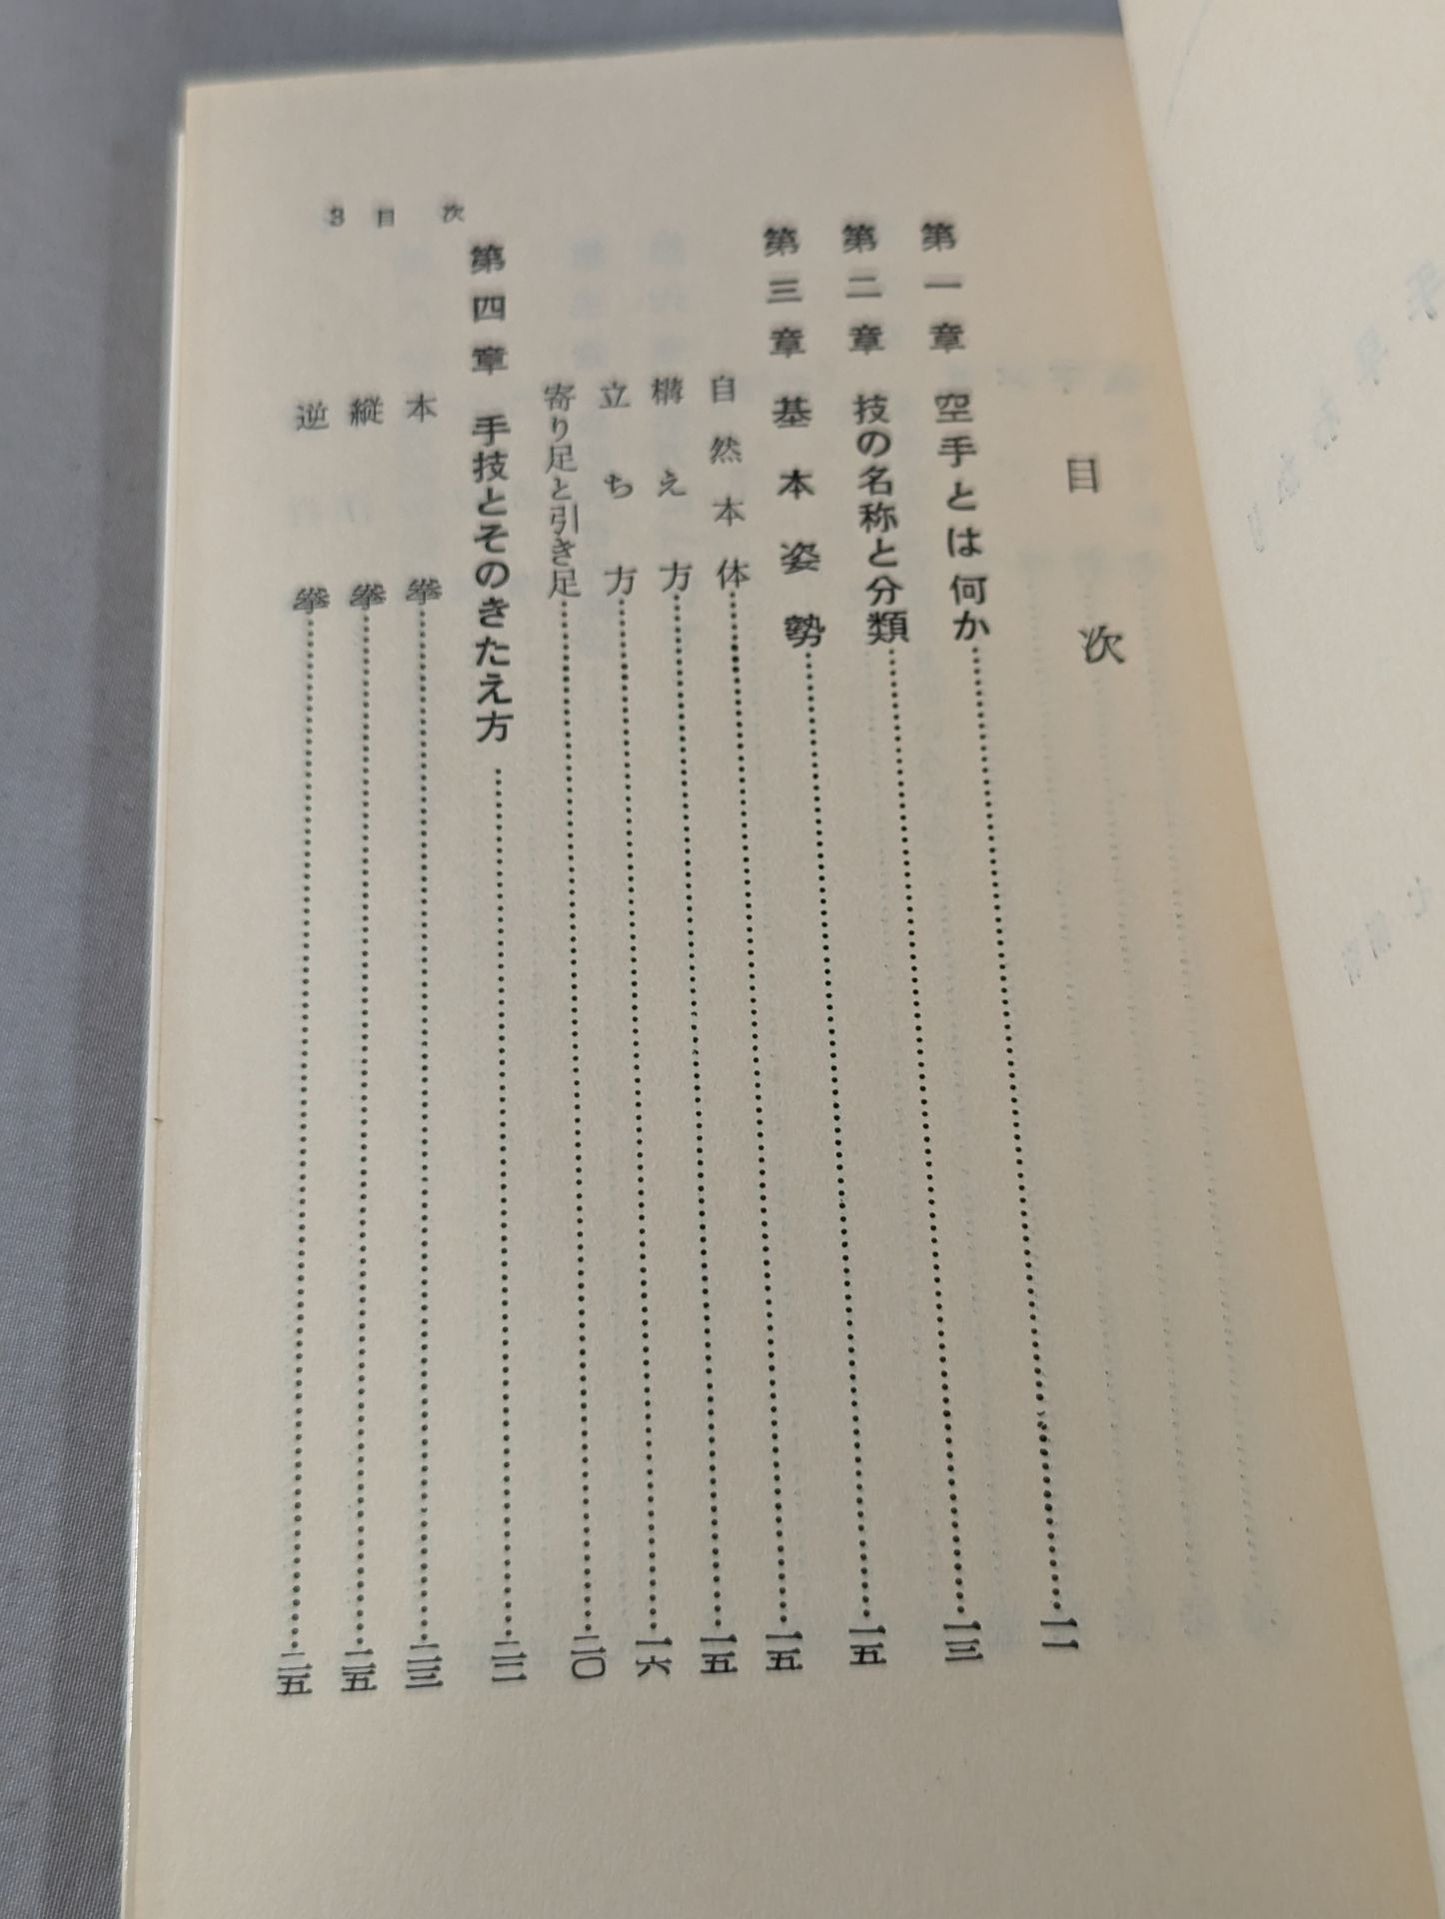 目次
第一章 空手とは何か……一一
第二章 技の名称と分類……一三
第三章 基本姿勢……一五
自然本体……一五
構え方……一五
立ち方……一六
寄り足と引き足……二〇
第四章 手技とそのきたえ方……二二
本拳……二三
縦拳……二五
逆拳……二五
3 目次